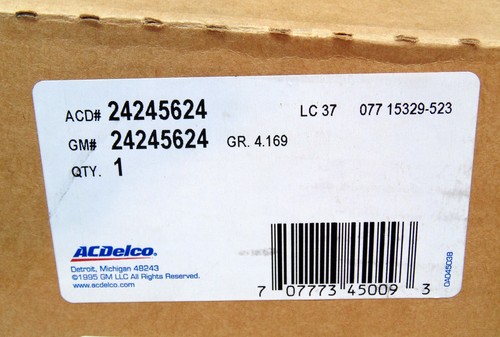 ACD# 24245624 LC 37 077 15329-523
GM# 24245624 GR. 4.169
QTY. 1
ACDelco.
Detroit, Michigan 48243
©1995 GM LLC All Rights Reserved.
www.acdelco.com
7 07773 45009 3
OA045038